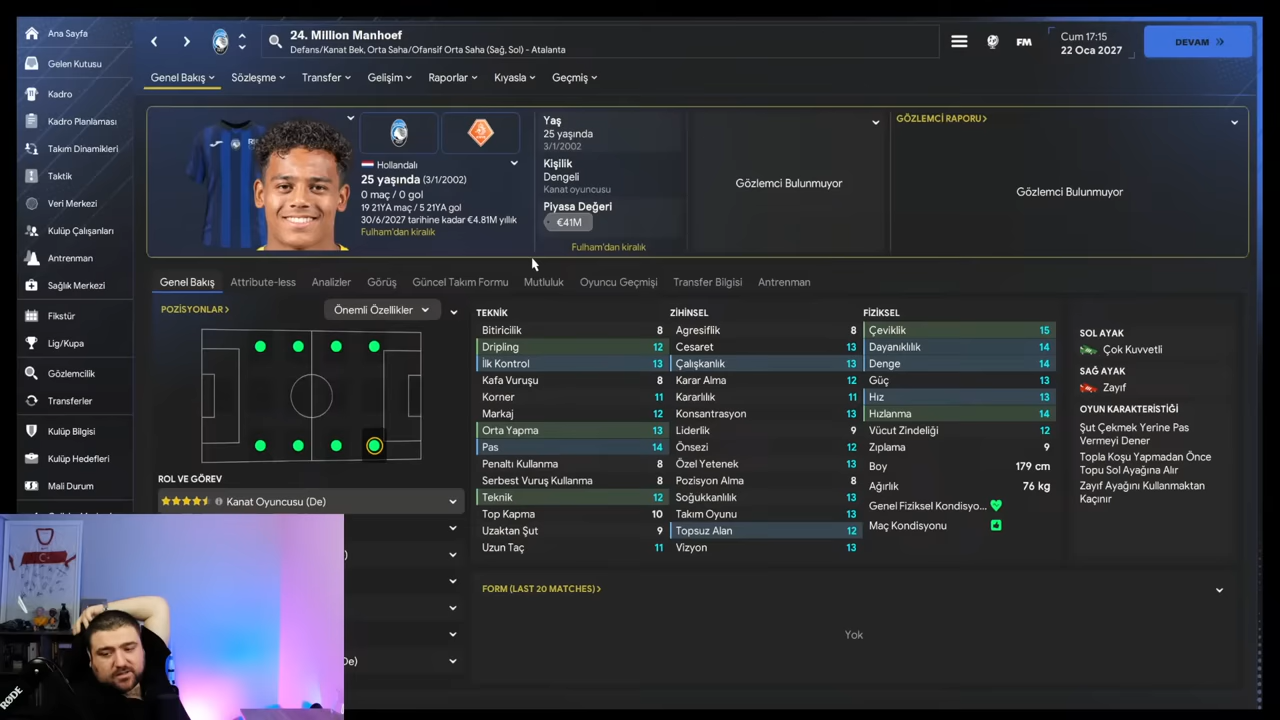 Ana Sayfa
Gelen Kutusu
Kadro
Kadro Planlaması
Takım Dinamikleri
Taktik
Veri Merkezi
Kulüp Çalışanları
Antrenman
Sağlık Merkezi
Fikstür
Lig/Kupa
Gözlemcilik
Transferler
Kulüp Bilgisi
Kulüp Hedefleri
Mali Durum
24. Million Manhoef
Defans/Kanat Bek, Orta Saha/Ofansif Orta Saha (Sağ, Sol) - Atalanta
FM
Cum 17:15
22 Oca 2027
DEVAM
Genel Bakış
Sözleşme
Transfer
Gelişim
Raporlar
Kıyasla
Geçmiş
Hollandalı
25 yaşında (3/1/2002)
0 maç / 0 gol
19 21YA maç / 5 21YA gol
30/6/2027 tarihine kadar €4.81M yıllık
Fulham'dan kiralık
Yaş
25 yaşında
3/1/2002
Kişilik
Dengeli
Kanat oyuncusu
Piyasa Değeri
€41M
Fulham'dan kiralık
Gözlemci Bulunmuyor
GÖZLEMCİ RAPORU
Gözlemci Bulunmuyor
Genel Bakış
Attribute-less
Analizler
Görüş
Güncel Takım Formu
Mutluluk
Oyuncu Geçmişi
Transfer Bilgisi
Antrenman
POZİSYONLAR
Önemli Özellikler
ROL VE GÖREV
Kanat Oyuncusu (De)
(De)
TEKNİK
Bitiricilik 8
Dripling 12
İlk Kontrol 13
Kafa Vuruşu 8
Korner 11
Markaj 12
Orta Yapma 13
Pas 14
Penaltı Kullanma 8
Serbest Vuruş Kullanma 8
Teknik 12
Top Kapma 10
Uzaktan Şut 9
Uzun Taç 11
ZİHİNSEL
Agresiflik 8
Cesaret 13
Çalışkanlık 13
Karar Alma 12
Kararlılık 11
Konsantrasyon 13
Liderlik 9
Önsezi 12
Özel Yetenek 13
Pozisyon Alma 8
Soğukkanlılık 13
Takım Oyunu 13
Topsuz Alan 12
Vizyon 13
FİZİKSEL
Çeviklik 15
Dayanıklılık 14
Denge 14
Güç 13
Hız 13
Hızlanma 14
Vücut Zindeliği 12
Zıplama 9
Boy 179 cm
Ağırlık 76 kg
Genel Fiziksel Kondisyo...
Maç Kondisyonu
SOL AYAK
Çok Kuvvetli
SAĞ AYAK
Zayıf
OYUN KARAKTERİSTİĞİ
Şut Çekmek Yerine Pas
Vermeyi Dener
Topla Koşu Yapmadan Önce
Topu Sol Ayağına Alır
Zayıf Ayağını Kullanmaktan
Kaçınır
FORM (LAST 20 MATCHES)
Yok
RØDE